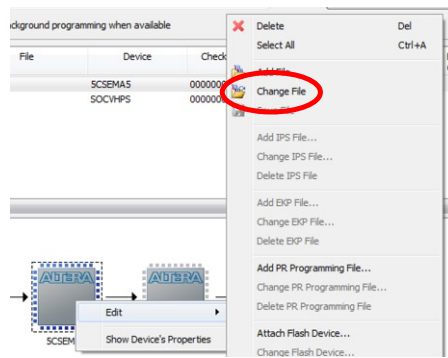 ckground programming when available
File Device Check
5CSEMA5 0000000
SOCVHPS 0000000
Delete Del
Select All Ctrl+A
Add File...
Change File
Save File
Add IPS File...
Change IPS File...
Delete IPS File
Add EKP File...
Change EKP File...
Delete EKP File
Add PR Programming File...
Change PR Programming File...
Delete PR Programming File
Attach Flash Device...
Change Flash Device...
ALTERA
ALTERA
5CSEM
Edit
Show Device's Properties